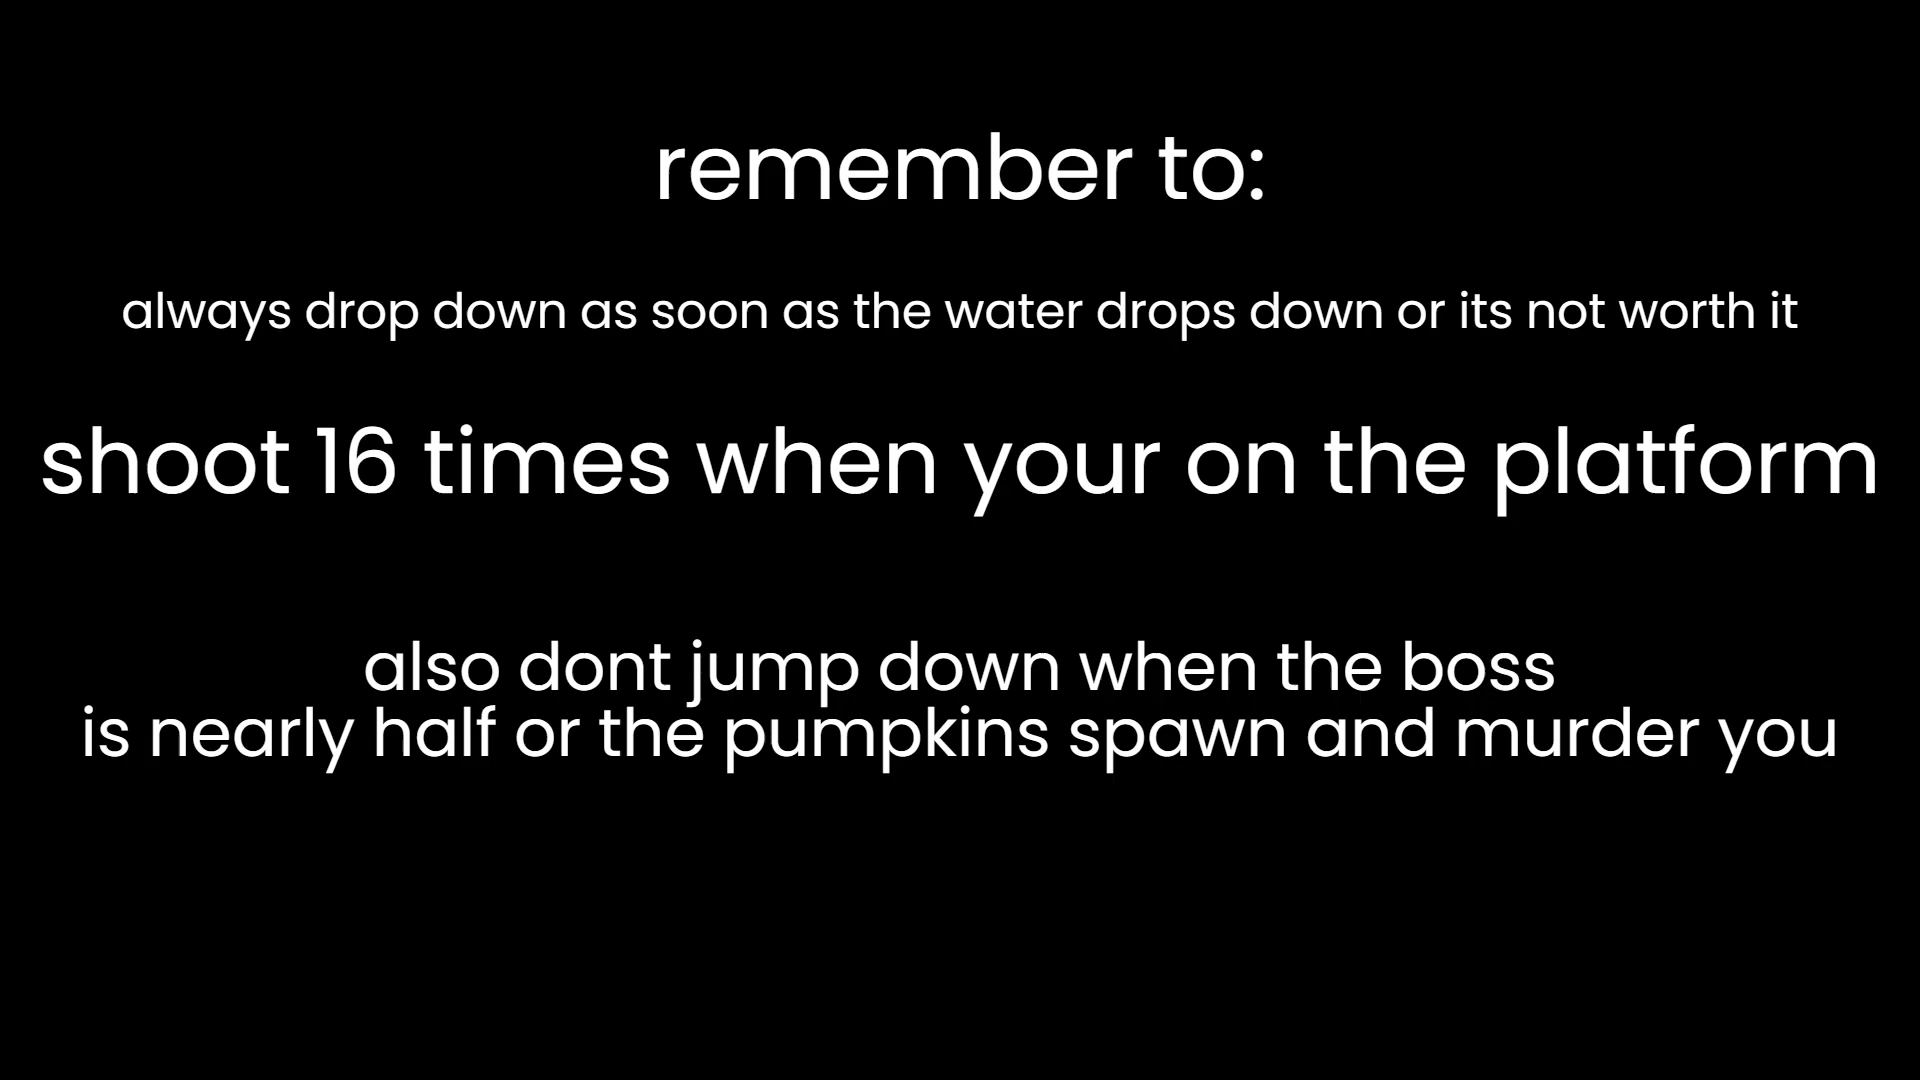 remember to:
always drop down as soon as the water drops down or its not worth it
shoot 16 times when your on the platform
also dont jump down when the boss
is nearly half or the pumpkins spawn and murder you